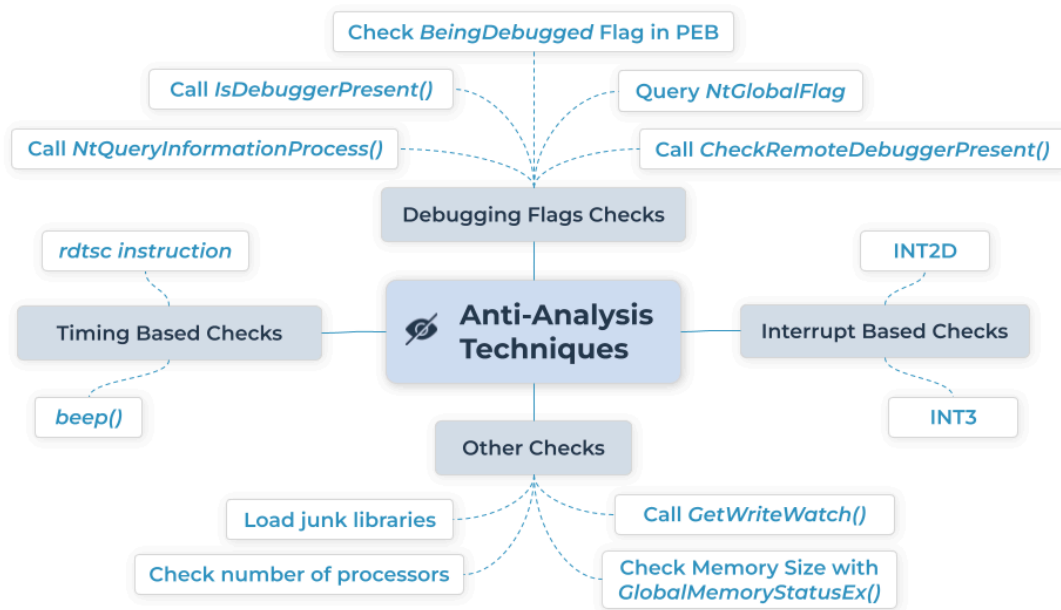 Check BeingDebugged Flag in PEB
Call IsDebuggerPresent()
Query NtGlobalFlag
Call NtQueryInformationProcess()
Call CheckRemoteDebuggerPresent()
Debugging Flags Checks
rdtsc instruction
INT2D
Timing Based Checks
Anti-Analysis
Techniques
Interrupt Based Checks
beep()
INT3
Other Checks
Load junk libraries
Call GetWriteWatch()
Check number of processors
Check Memory Size with
GlobalMemoryStatusEx()